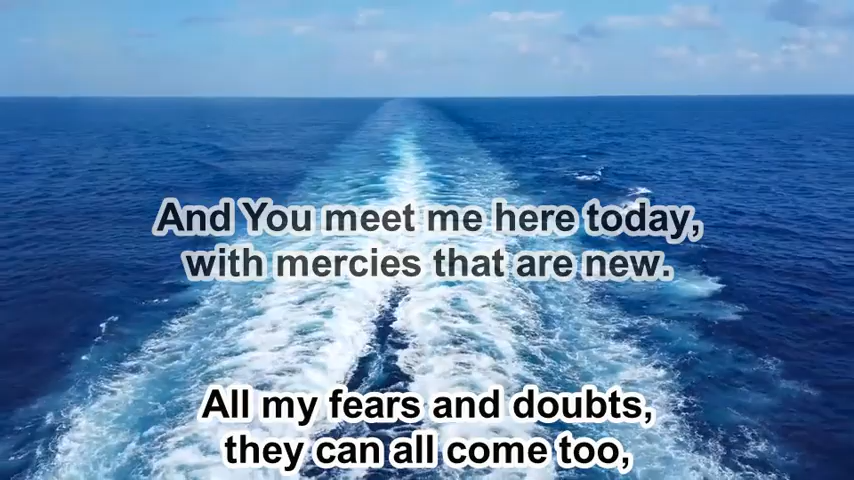 And You meet me here today,
with mercies that are new.
All my fears and doubts,
they can all come too,